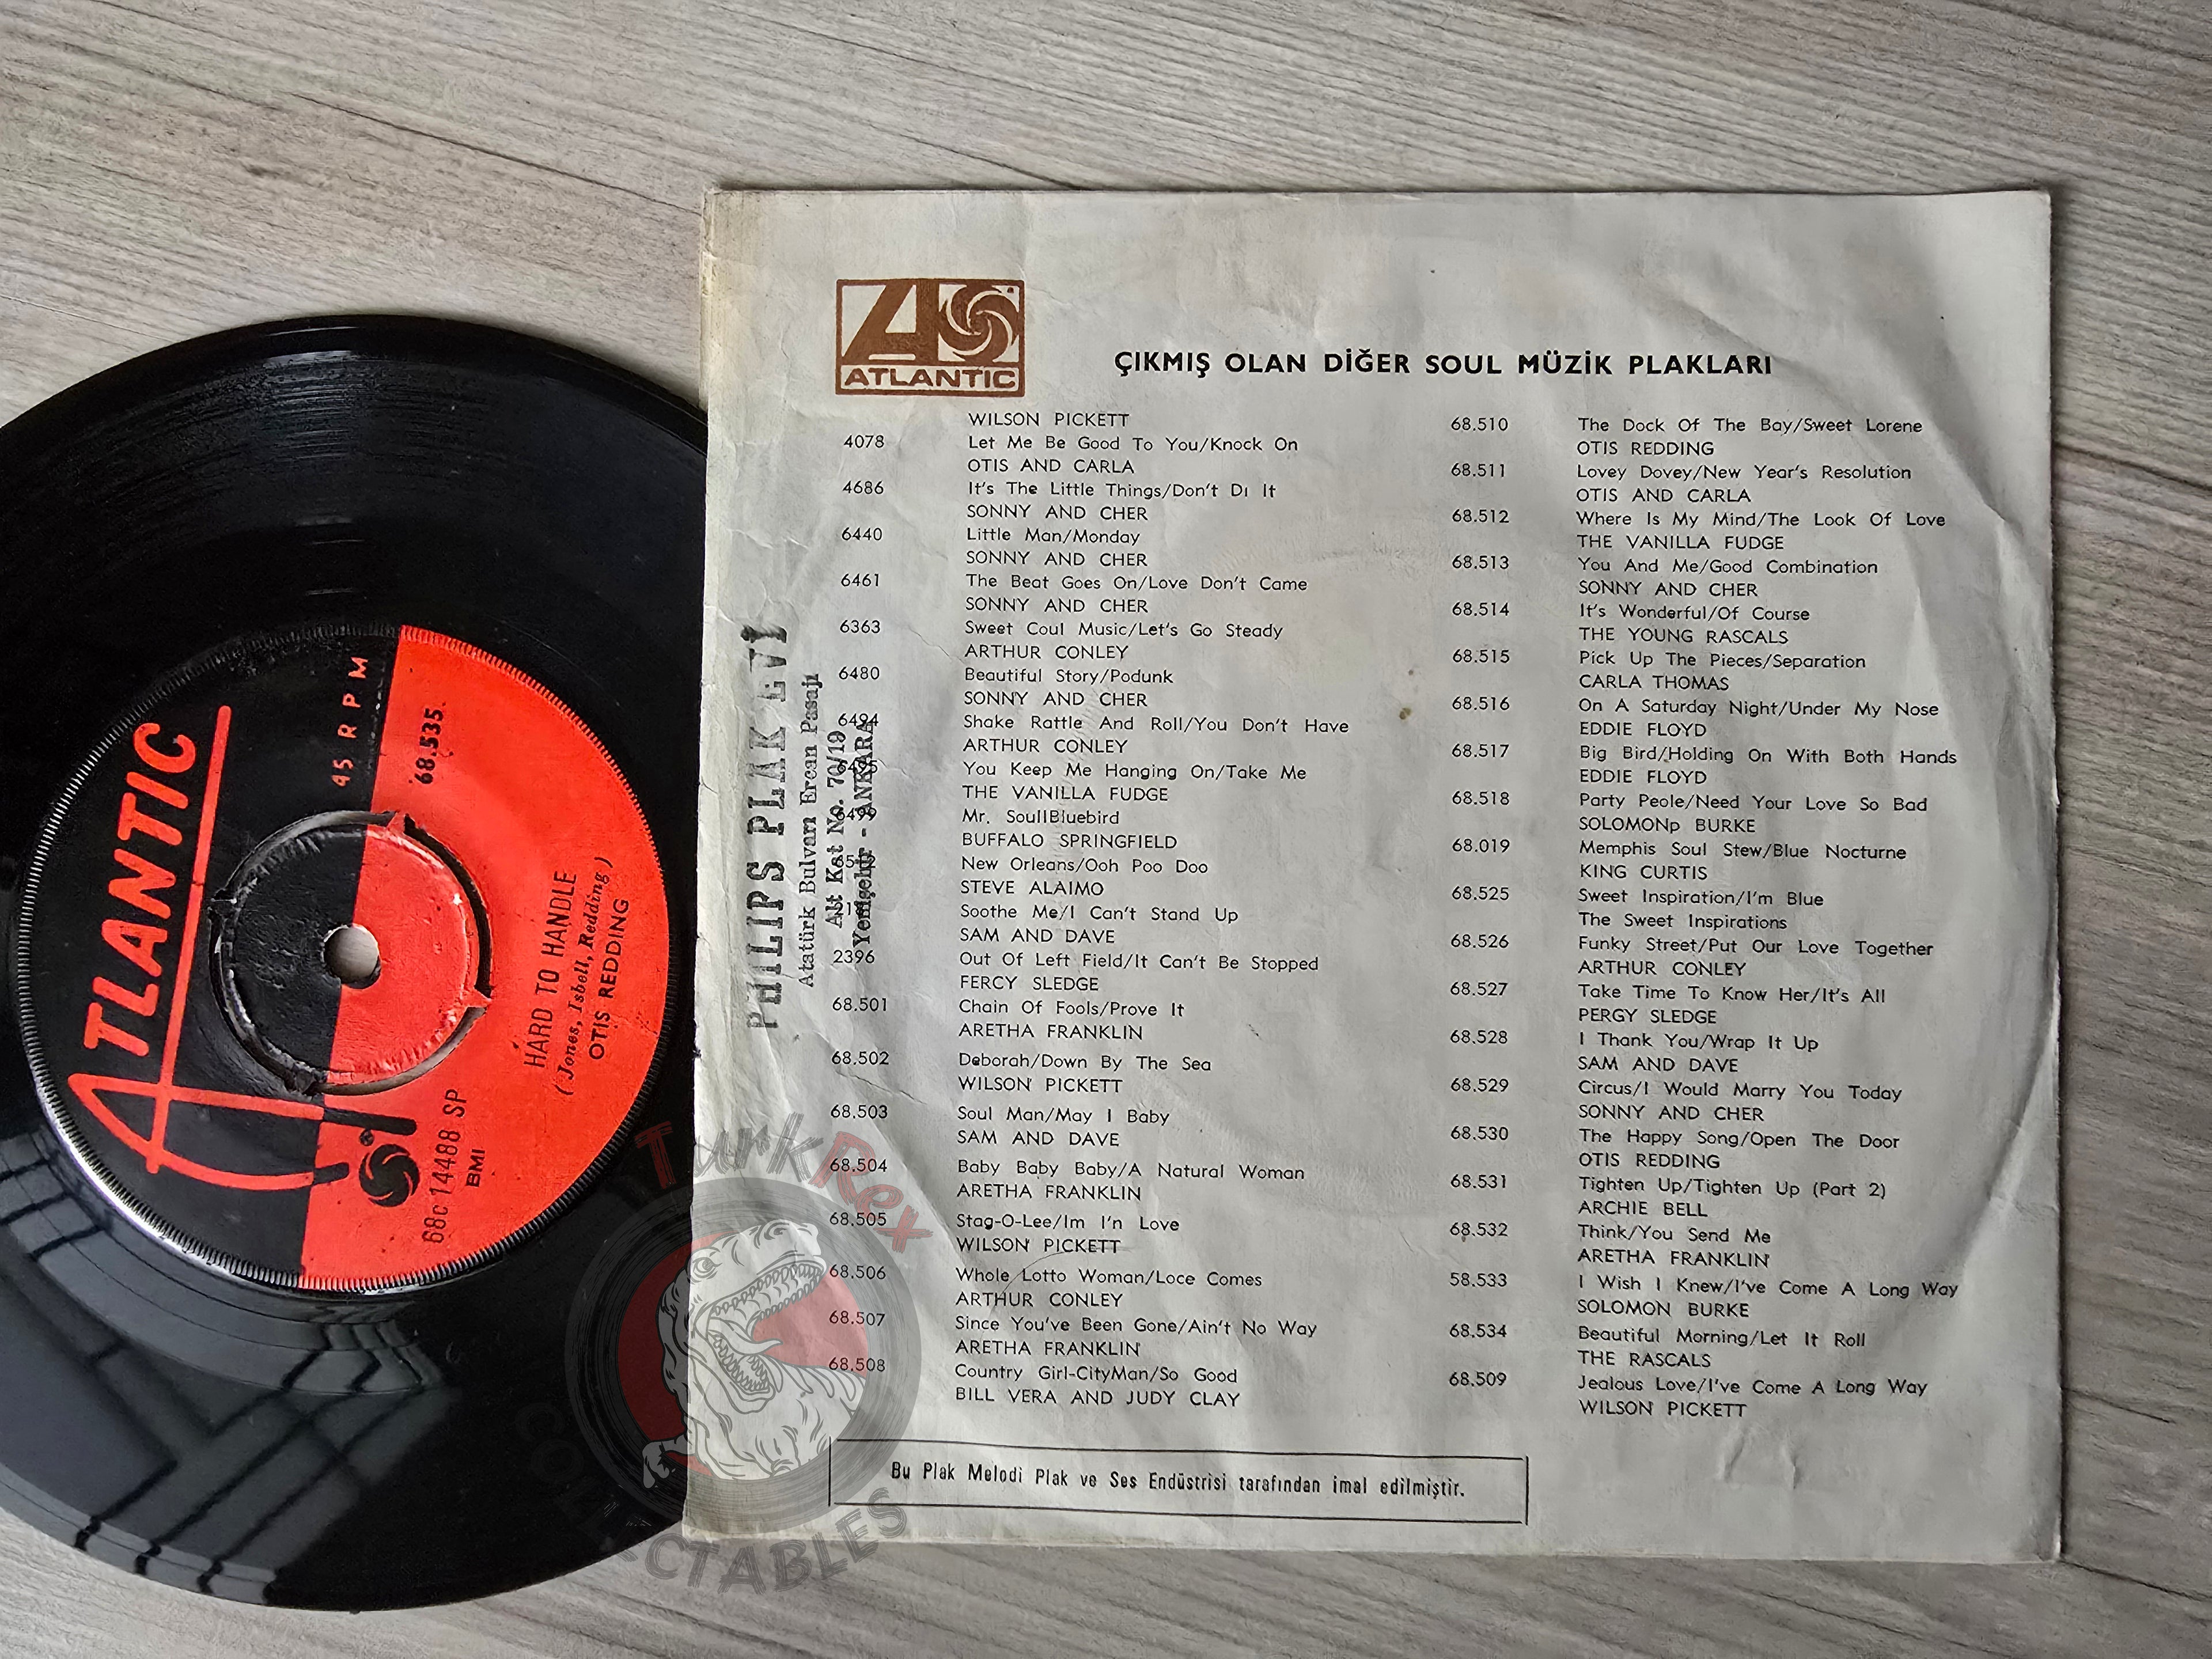 ATLANTIC
45 RPM
68.535
HARD TO HANDLE
(Jones, Isbell, Redding)
OTIS REDDING
68c14488 SP
BMI
ATLANTIC
ÇIKMIŞ OLAN DİĞER SOUL MÜZİK PLAKLARI
WILSON PICKETT
4078 Let Me Be Good To You/Knock On
OTIS AND CARLA
4686 It's The Little Things/Don't Dı It
SONNY AND CHER
6440 Little Man/Monday
SONNY AND CHER
6461 The Beat Goes On/Love Don't Came
SONNY AND CHER
6363 Sweet Coul Music/Let's Go Steady
ARTHUR CONLEY
6480 Beautiful Story/Podunk
SONNY AND CHER
6494 Shake Rattle And Roll/You Don't Have
ARTHUR CONLEY
6495 You Keep Me Hanging On/Take Me
THE VANILLA FUDGE
6499 Mr. SoullBluebird
BUFFALO SPRINGFIELD
New Orleans/Ooh Poo Doo
STEVE ALAIMO
Soothe Me/I Can't Stand Up
SAM AND DAVE
2396 Out Of Left Field/It Can't Be Stopped
FERCY SLEDGE
68.501 Chain Of Fools/Prove It
ARETHA FRANKLIN
68.502 Deborah/Down By The Sea
WILSON PICKETT
68.503 Soul Man/May I Baby
SAM AND DAVE
68.504 Baby Baby Baby/A Natural Woman
ARETHA FRANKLIN
68.505 Stag-O-Lee/Im I'n Love
WILSON PICKETT
68.506 Whole Lotto Woman/Loce Comes
ARTHUR CONLEY
68.507 Since You've Been Gone/Ain't No Way
ARETHA FRANKLIN
68.508 Country Girl-CityMan/So Good
BILL VERA AND JUDY CLAY
68.510 The Dock Of The Bay/Sweet Lorene
OTIS REDDING
68.511 Lovey Dovey/New Year's Resolution
OTIS AND CARLA
68.512 Where Is My Mind/The Look Of Love
THE VANILLA FUDGE
68.513 You And Me/Good Combination
SONNY AND CHER
68.514 It's Wonderful/Of Course
THE YOUNG RASCALS
68.515 Pick Up The Pieces/Separation
CARLA THOMAS
68.516 On A Saturday Night/Under My Nose
EDDIE FLOYD
68.517 Big Bird/Holding On With Both Hands
EDDIE FLOYD
68.518 Party Peole/Need Your Love So Bad
SOLOMONp BURKE
68.019 Memphis Soul Stew/Blue Nocturne
KING CURTIS
68.525 Sweet Inspiration/I'm Blue
The Sweet Inspirations
68.526 Funky Street/Put Our Love Together
ARTHUR CONLEY
68.527 Take Time To Know Her/It's All
PERGY SLEDGE
68.528 I Thank You/Wrap It Up
SAM AND DAVE
68.529 Circus/I Would Marry You Today
SONNY AND CHER
68.530 The Happy Song/Open The Door
OTIS REDDING
68.531 Tighten Up/Tighten Up (Part 2)
ARCHIE BELL
68.532 Think/You Send Me
ARETHA FRANKLIN
58.533 I Wish I Knew/I've Come A Long Way
SOLOMON BURKE
68.534 Beautiful Morning/Let It Roll
THE RASCALS
68.509 Jealous Love/I've Come A Long Way
WILSON PICKETT
Bu Plak Melodi Plak ve Ses Endüstrisi tarafından imal edilmiştir.
PHILIPS PLAK EVİ
Atatürk Bulvarı Ercan Pasajı
Alt Kat No. 70/19
Yenişehir - ANKARA
TurkRex
COLLECTABLES